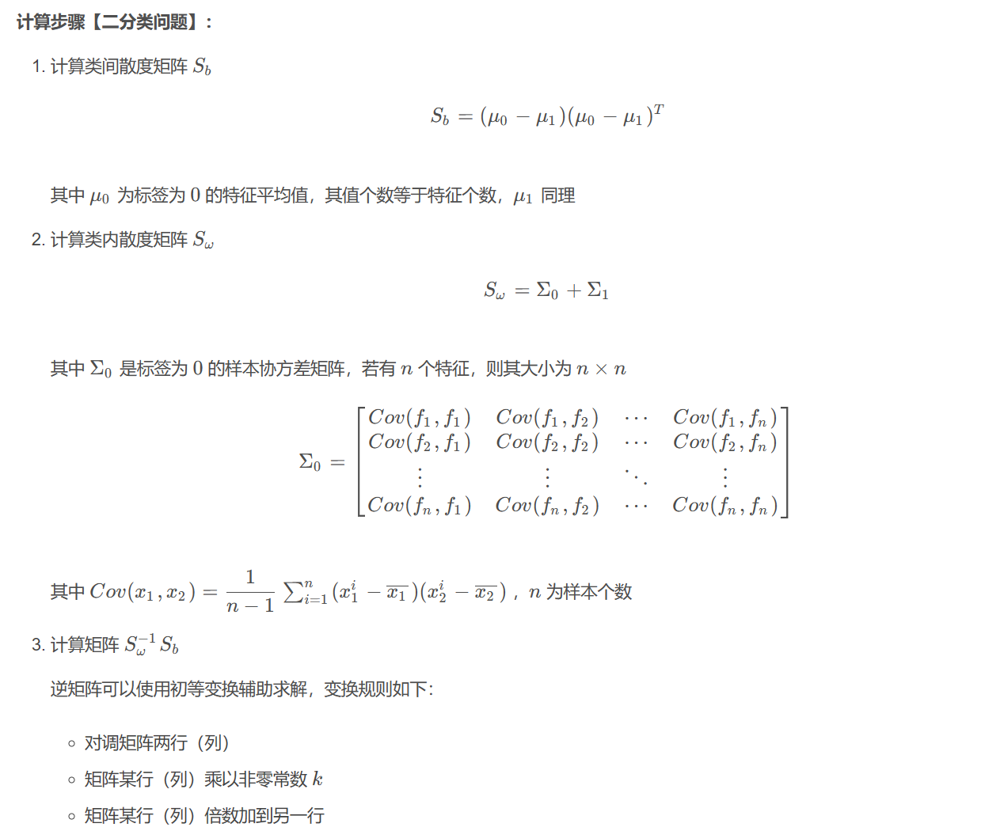 计算步骤【二分类问题】:
1. 计算类间散度矩阵 $S_b$
$S_b = (\mu_0 - \mu_1)(\mu_0 - \mu_1)^T$
其中 $\mu_0$ 为标签为 0 的特征平均值，其值个数等于特征个数，$\mu_1$ 同理
2. 计算类内散度矩阵 $S_\omega$
$S_\omega = \Sigma_0 + \Sigma_1$
其中 $\Sigma_0$ 是标签为 0 的样本协方差矩阵，若有 $n$ 个特征，则其大小为 $n \times n$
$\Sigma_0 = \begin{bmatrix} Cov(f_1, f_1) & Cov(f_1, f_2) & \cdots & Cov(f_1, f_n) \\ Cov(f_2, f_1) & Cov(f_2, f_2) & \cdots & Cov(f_2, f_n) \\ \vdots & \vdots & \ddots & \vdots \\ Cov(f_n, f_1) & Cov(f_n, f_2) & \cdots & Cov(f_n, f_n) \end{bmatrix}$
其中 $Cov(x_1, x_2) = \dfrac{1}{n-1} \sum_{i=1}^{n} (x_1^i - \overline{x_1})(x_2^i - \overline{x_2})$ ，$n$ 为样本个数
3. 计算矩阵 $S_\omega^{-1} S_b$
逆矩阵可以使用初等变换辅助求解，变换规则如下：
○ 对调矩阵两行（列）
○ 矩阵某行（列）乘以非零常数 $k$
○ 矩阵某行（列）倍数加到另一行